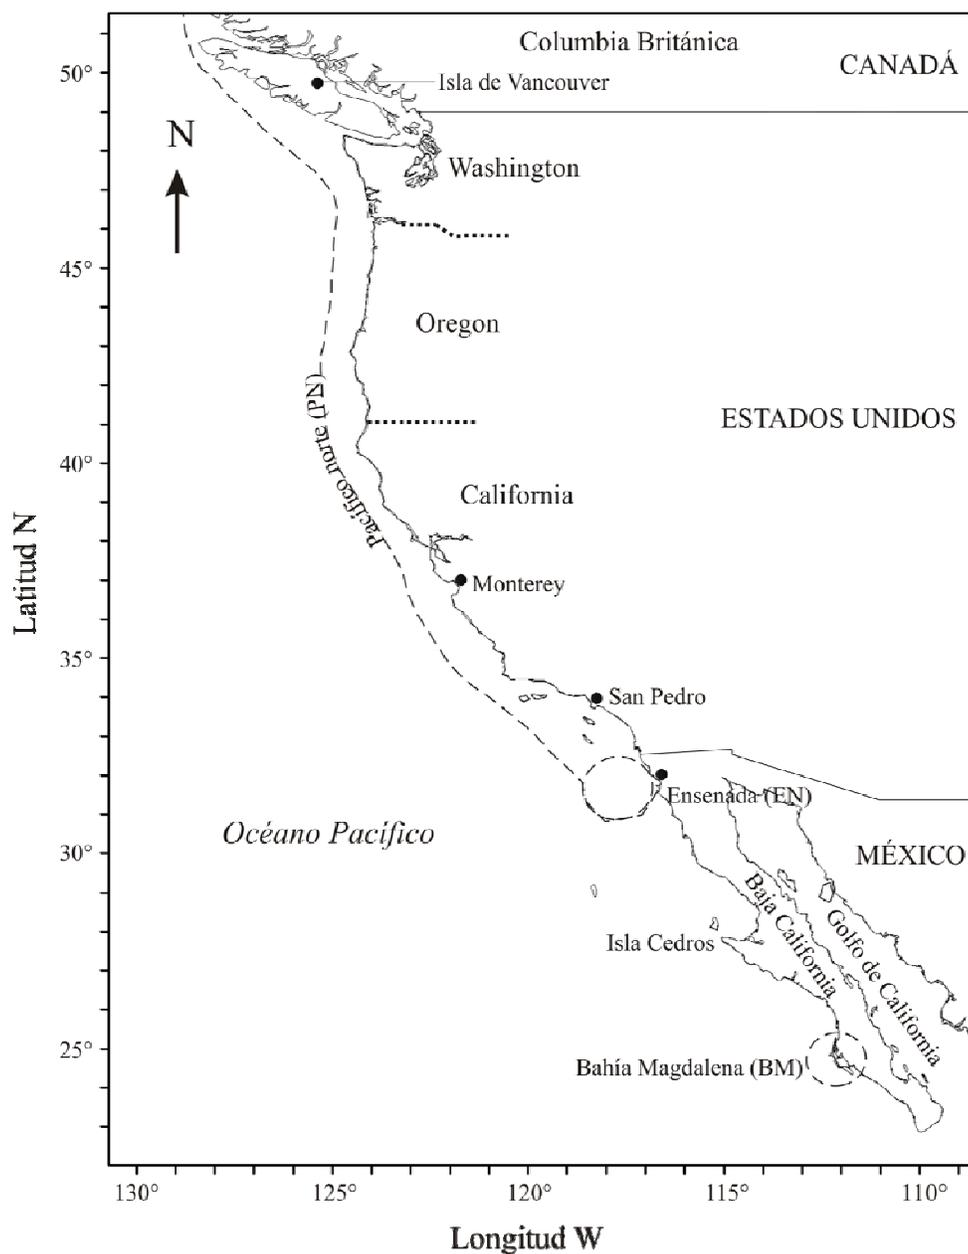 Columbia Británica
CANADÁ
50°
Isla de Vancouver
N
Washington
45°
Oregon
Pacífico norte (PN)
ESTADOS UNIDOS
40°
California
Latitud N
Monterey
35°
San Pedro
Ensenada (EN)
Océano Pacífico
30°
MÉXICO
Baja California
Golfo de California
Isla Cedros
25°
Bahía Magdalena (BM)
130°
125°
120°
115°
110°
Longitud W